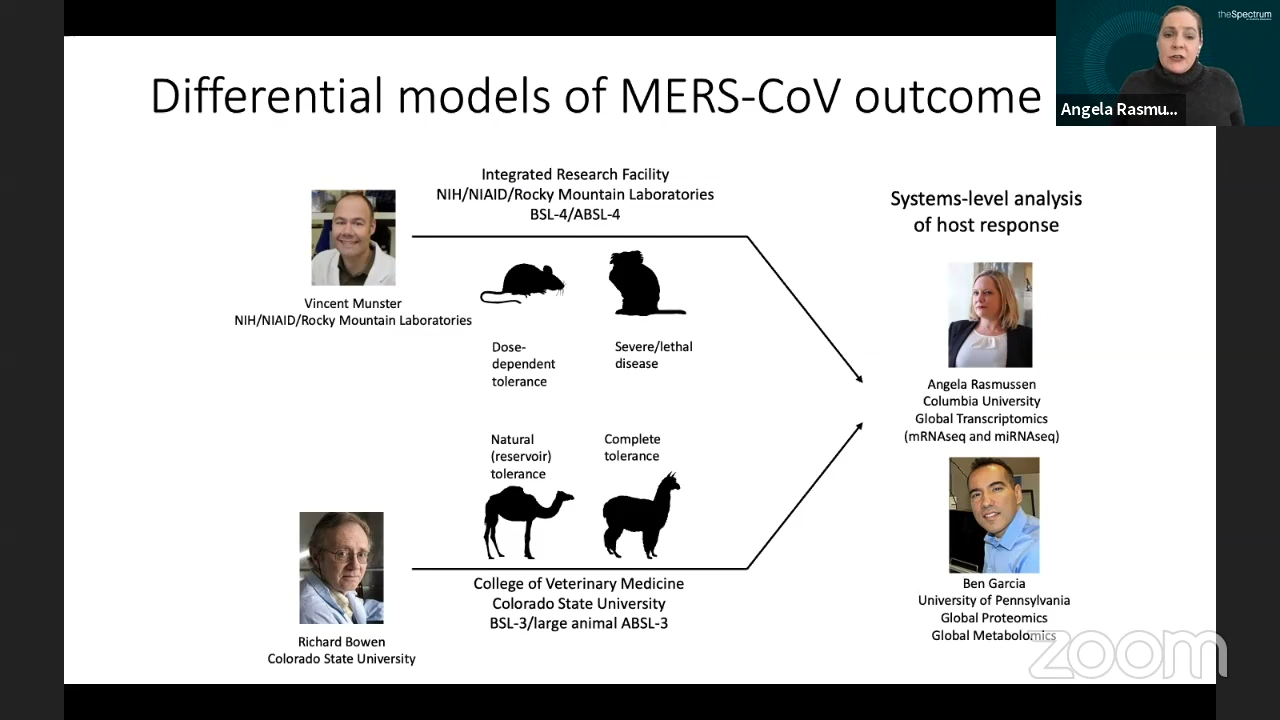 Differential models of MERS-CoV outcome
theSpectrum
Angela Rasmu...
Integrated Research Facility
NIH/NIAID/Rocky Mountain Laboratories
BSL-4/ABSL-4
Vincent Munster
NIH/NIAID/Rocky Mountain Laboratories
Dose-
dependent
tolerance
Severe/lethal
disease
Natural
(reservoir)
tolerance
Complete
tolerance
College of Veterinary Medicine
Colorado State University
BSL-3/large animal ABSL-3
Richard Bowen
Colorado State University
Systems-level analysis
of host response
Angela Rasmussen
Columbia University
Global Transcriptomics
(mRNAseq and miRNAseq)
Ben Garcia
University of Pennsylvania
Global Proteomics
Global Metabolomics
zoom